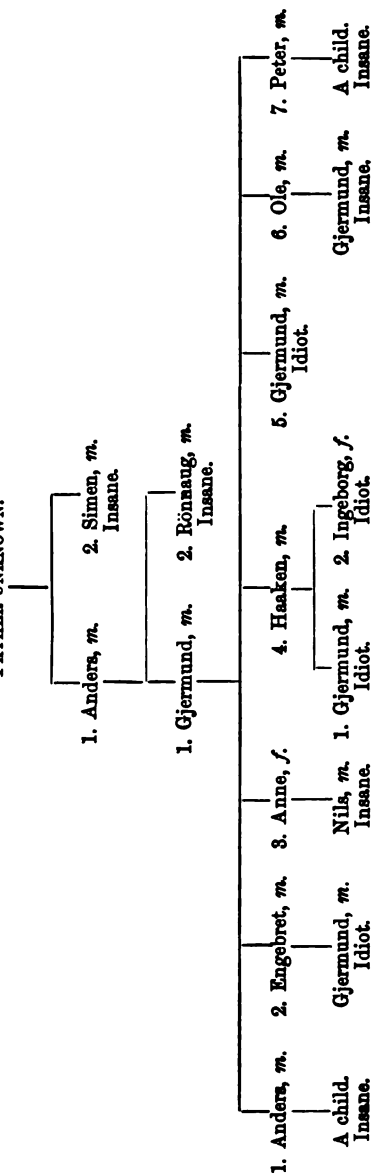 1. Anders, m.
2. Simen, m.
Insane.
1. Gjermund, m.
2. Rönnaug, m.
Insane.
1. Anders, m.
2. Engebret, m.
3. Anne, f.
4. Haaken, m.
5. Gjermund, m.
Idiot.
6. Ole, m.
7. Peter, m.
A child.
Insane.
Gjermund, m.
Idiot.
Nils, m.
Insane.
1. Gjermund, m.
Idiot.
2. Ingeborg, f.
Idiot.
Gjermund, m.
Insane.
A child.
Insane.